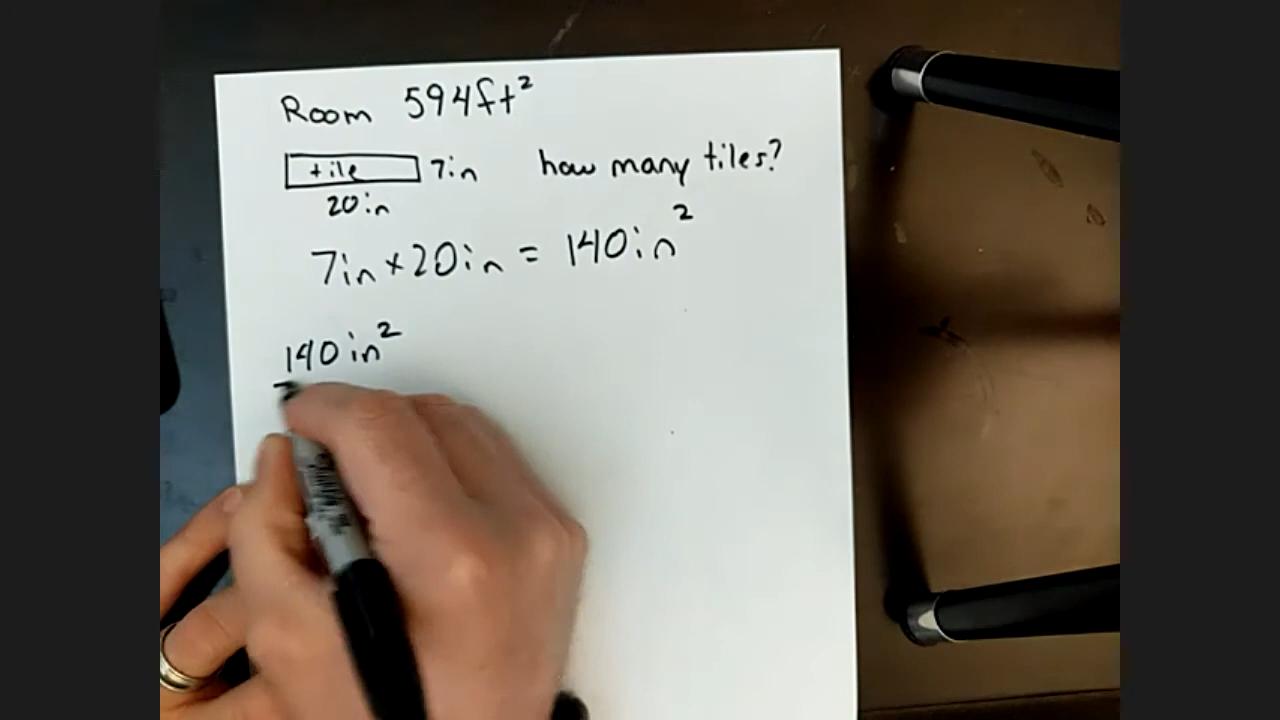 Room 594ft²
tile 7in how many tiles?
20in
7in × 20in = 140in²
140in²